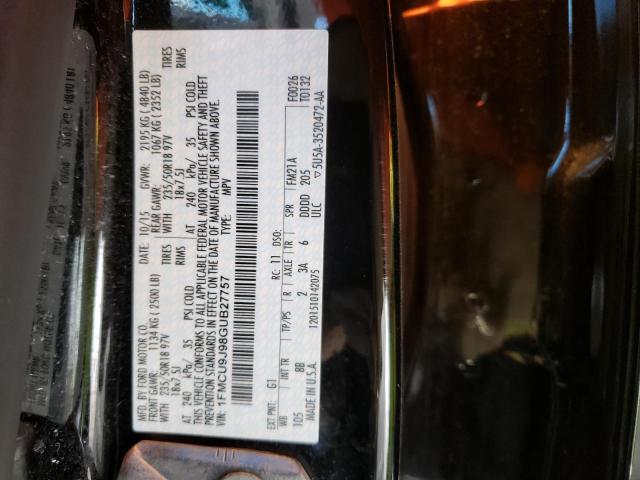 MFD. BY FORD MOTOR CO.
DATE: 10/15 GVWR: 2195 KG ( 4840 LB)
FRONT GAWR: 1134 KG ( 2500 LB) REAR GAWR: 1067 KG ( 2352 LB)
WITH 235/50R18 97V TIRES WITH 235/50R18 97V TIRES
18x7.5J RIMS 18x7.5J RIMS
AT 240 kPa/ 35 PSI COLD AT 240 kPa/ 35 PSI COLD
THIS VEHICLE CONFORMS TO ALL APPLICABLE FEDERAL MOTOR VEHICLE SAFETY AND THEFT
PREVENTION STANDARDS IN EFFECT ON THE DATE OF MANUFACTURE SHOWN ABOVE.
VIN: 1FMCU9J98GUB27757 TYPE: MPV
EXT PNT: G1 RC: 11 DSO: F0026
T0132
WB INT TR TP/PS R AXLE TR SPR FM21A
105 8B 2 3A 6 DDDD 205
MADE IN U.S.A. 1201510142075 ULC ▽5U5A-3520472-AA